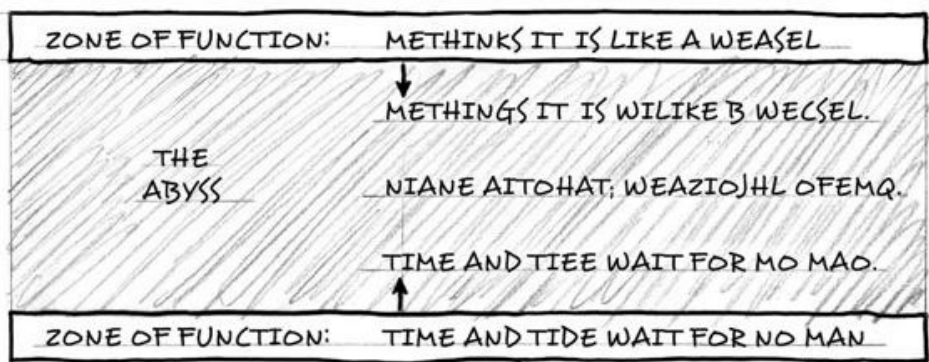 ZONE OF FUNCTION: METHINKS IT IS LIKE A WEASEL
METHINGS IT IS WILIKE B WECSEL.
THE
ABYSS
NIANE AITOHAT; WEAZIOJHL OFEMQ.
TIME AND TIEE WAIT FOR MO MAO.
ZONE OF FUNCTION: TIME AND TIDE WAIT FOR NO MAN